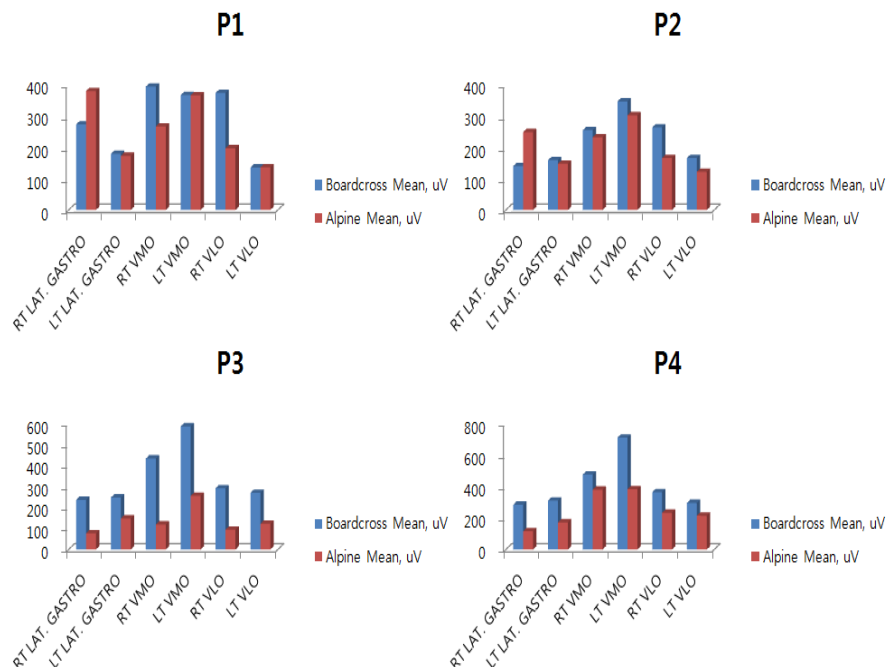 P1
400
300
200
100
0
RT LAT. GASTRO
LT LAT. GASTRO
RT VMO
LT VMO
RT VLO
LT VLO
Boardcross Mean, uV
Alpine Mean, uV
P2
400
300
200
100
0
RT LAT. GASTRO
LT LAT. GASTRO
RT VMO
LT VMO
RT VLO
LT VLO
Boardcross Mean, uV
Alpine Mean, uV
P3
600
500
400
300
200
100
0
RT LAT. GASTRO
LT LAT. GASTRO
RT VMO
LT VMO
RT VLO
LT VLO
Boardcross Mean, uV
Alpine Mean, uV
P4
800
600
400
200
0
RT LAT. GASTRO
LT LAT. GASTRO
RT VMO
LT VMO
RT VLO
LT VLO
Boardcross Mean, uV
Alpine Mean, uV